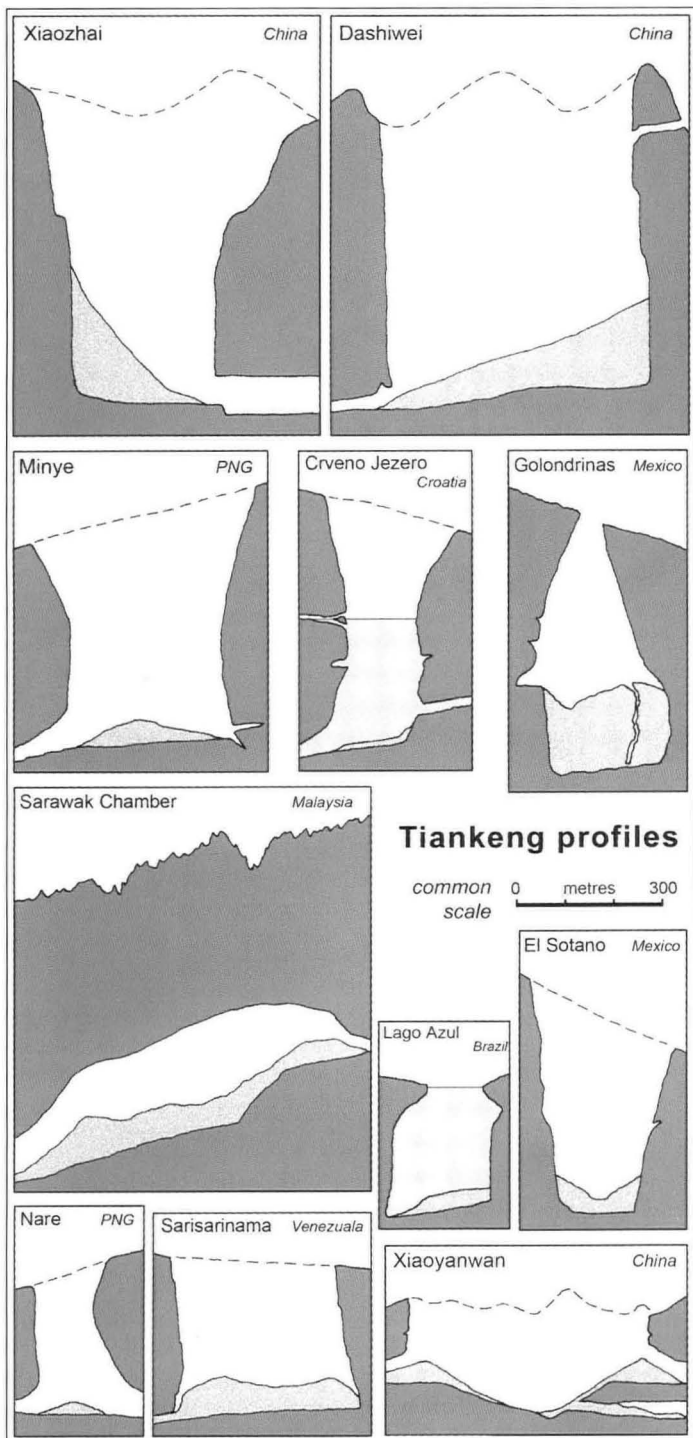 Xiaozhai China
Dashiwei China
Minye PNG
Crveno Jezero
Croatia
Golondrinas Mexico
Sarawak Chamber Malaysia
Tiankeng profiles
common
scale
0 metres 300
El Sotano Mexico
Lago Azul
Brazil
Nare PNG
Sarisarinama Venezuala
Xiaoyanwan China